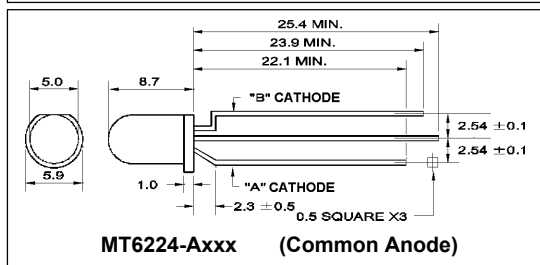 25.4 MIN.
23.9 MIN.
22.1 MIN.
5.0
8.7
"B" CATHODE
2.54 ±0.1
2.54 ±0.1
5.9
1.0
"A" CATHODE
2.3 ±0.5
0.5 SQUARE X3
MT6224-Axxx (Common Anode)